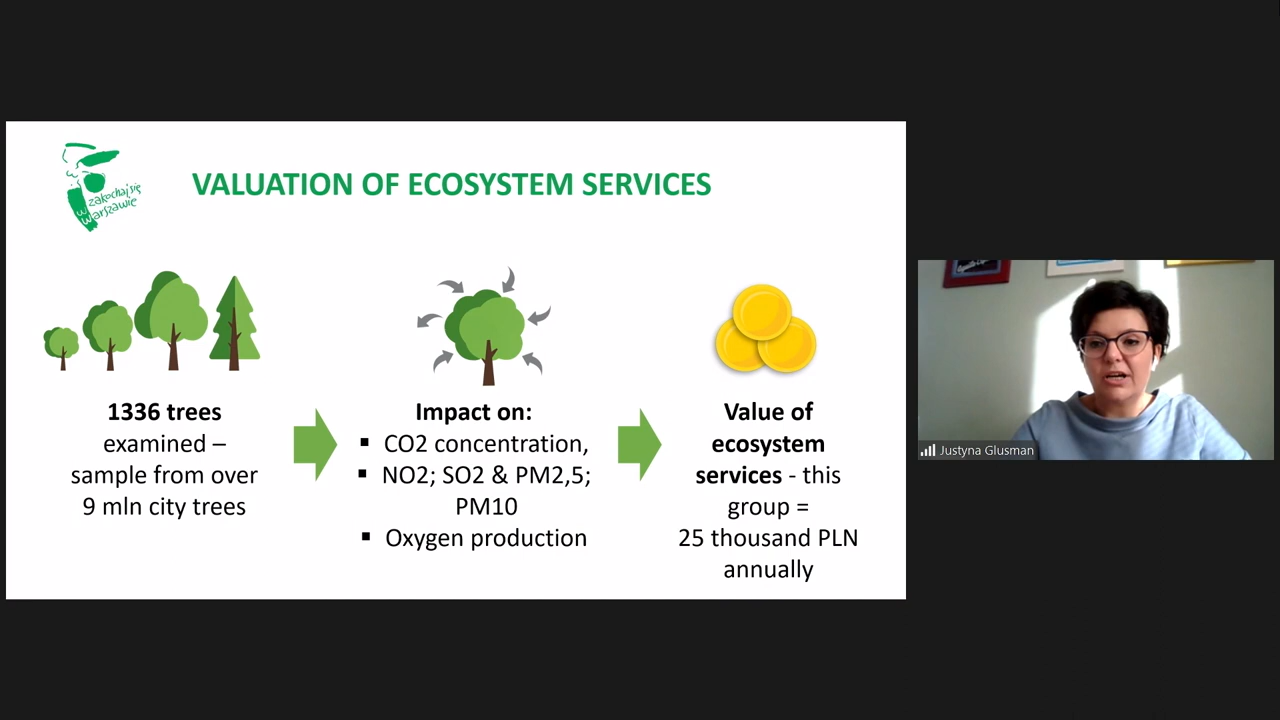 zakochaj się
w Warszawie
VALUATION OF ECOSYSTEM SERVICES
1336 trees
examined –
sample from over
9 mln city trees
Impact on:
▪ CO2 concentration,
▪ NO2; SO2 & PM2,5;
PM10
▪ Oxygen production
Value of
ecosystem
services - this
group =
25 thousand PLN
annually
Justyna Glusman